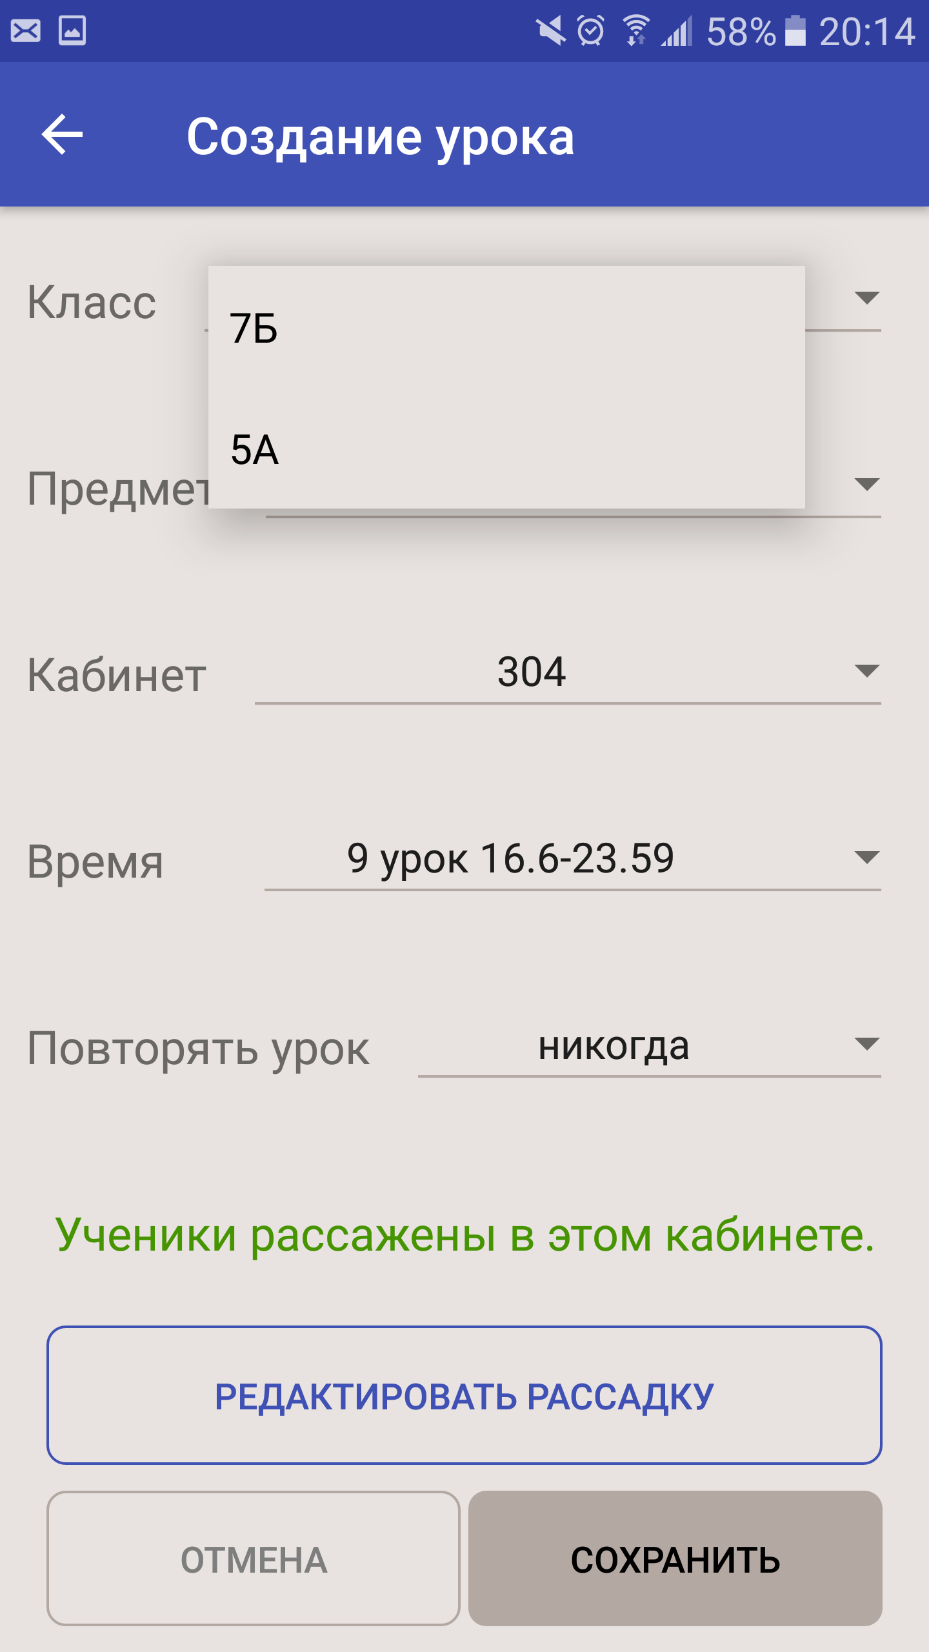 58% 20:14
Создание урока
Класс
7Б
5А
Предмет
Кабинет 304
Время 9 урок 16.6-23.59
Повторять урок никогда
Ученики рассажены в этом кабинете.
РЕДАКТИРОВАТЬ РАССАДКУ
ОТМЕНА СОХРАНИТЬ